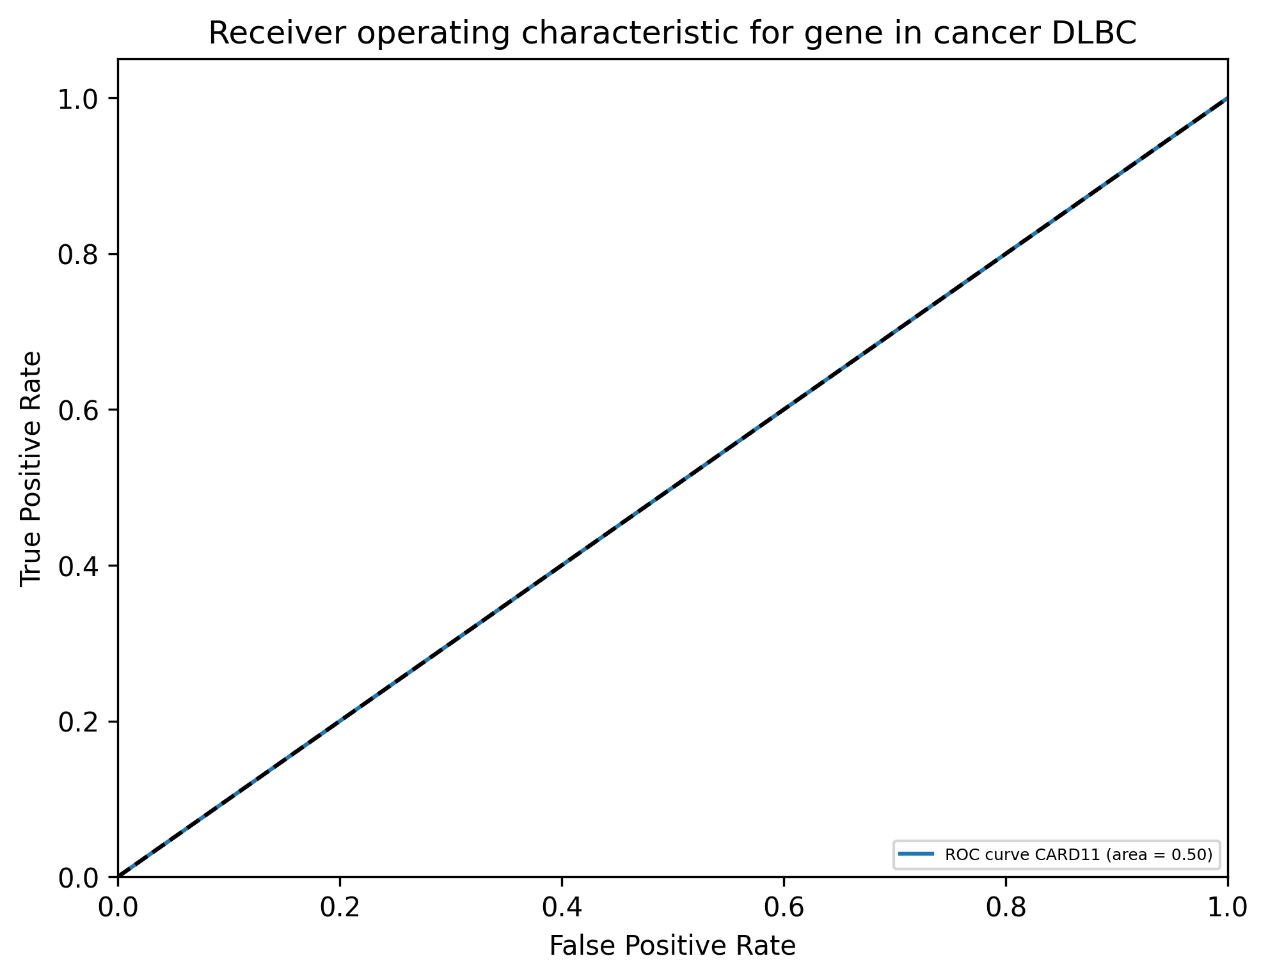 Receiver operating characteristic for gene in cancer DLBC
1.0
0.8
0.6
0.4
0.2
0.0
True Positive Rate
ROC curve CARD11 (area = 0.50)
0.0 0.2 0.4 0.6 0.8 1.0
False Positive Rate